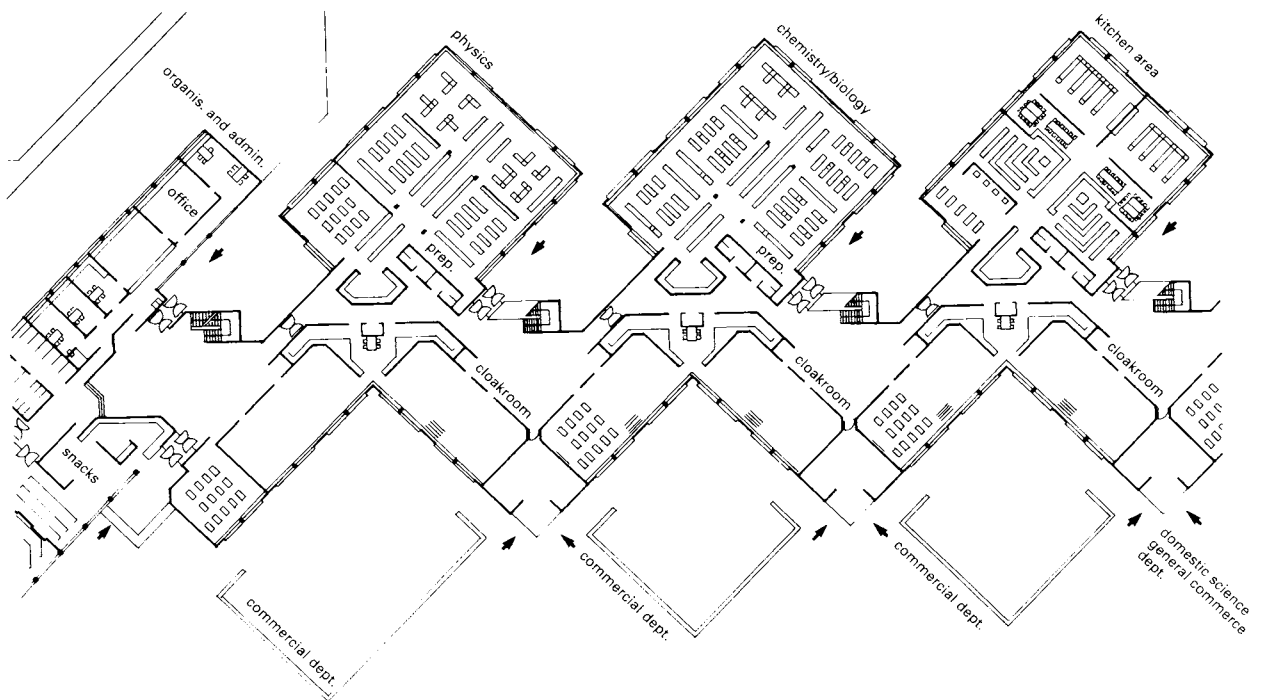 physics
chemistry/biology
kitchen area
organis. and admin.
office
prep.
prep.
cloakroom
cloakroom
cloakroom
snacks
commercial dept.
commercial dept.
commercial dept.
domestic science
general commerce
dept.